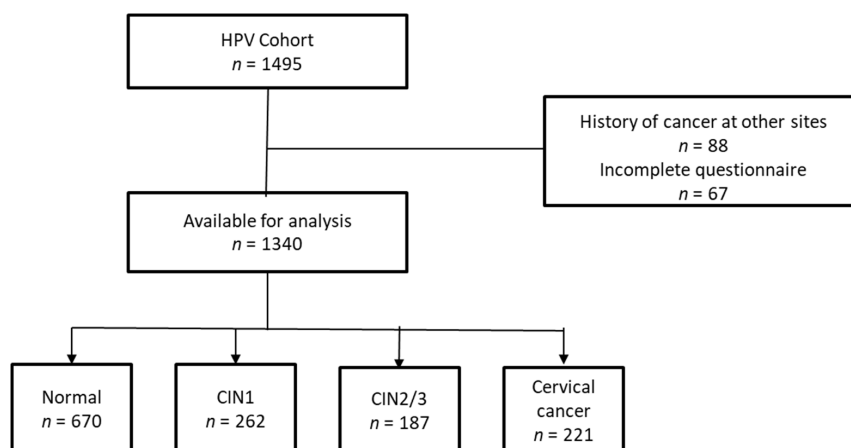 HPV Cohort
n = 1495
History of cancer at other sites
n = 88
Incomplete questionnaire
n = 67
Available for analysis
n = 1340
Normal
n = 670
CIN1
n = 262
CIN2/3
n = 187
Cervical
cancer
n = 221